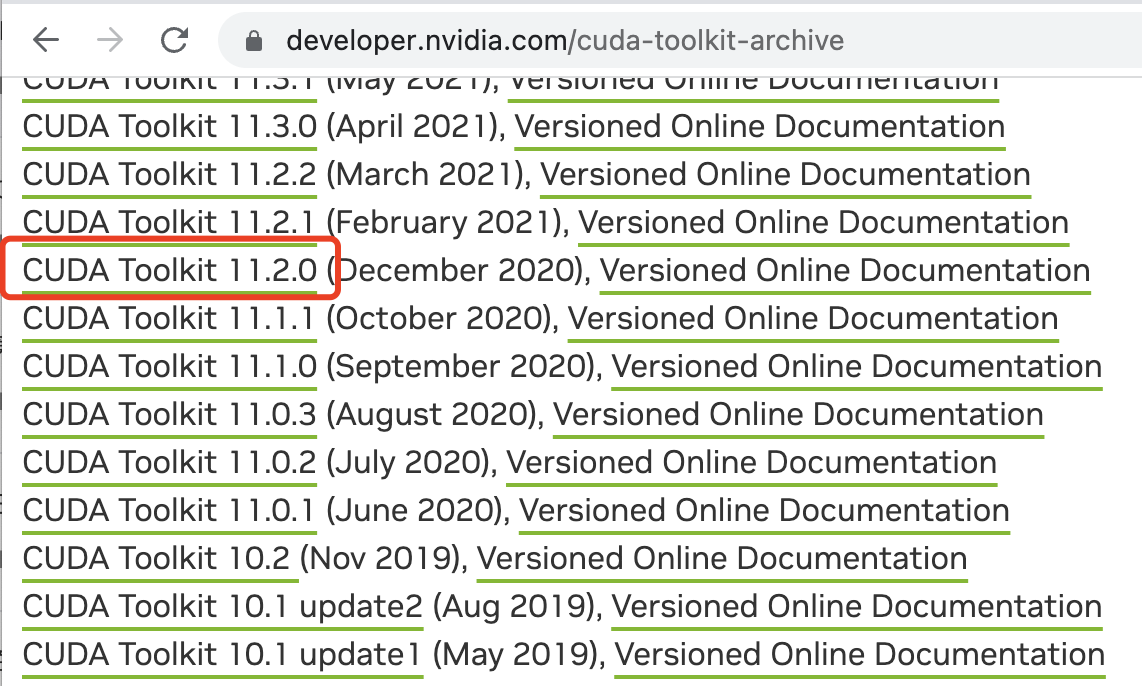 developer.nvidia.com/cuda-toolkit-archive
CUDA Toolkit 11.3.1 (May 2021), Versioned Online Documentation
CUDA Toolkit 11.3.0 (April 2021), Versioned Online Documentation
CUDA Toolkit 11.2.2 (March 2021), Versioned Online Documentation
CUDA Toolkit 11.2.1 (February 2021), Versioned Online Documentation
CUDA Toolkit 11.2.0 (December 2020), Versioned Online Documentation
CUDA Toolkit 11.1.1 (October 2020), Versioned Online Documentation
CUDA Toolkit 11.1.0 (September 2020), Versioned Online Documentation
CUDA Toolkit 11.0.3 (August 2020), Versioned Online Documentation
CUDA Toolkit 11.0.2 (July 2020), Versioned Online Documentation
CUDA Toolkit 11.0.1 (June 2020), Versioned Online Documentation
CUDA Toolkit 10.2 (Nov 2019), Versioned Online Documentation
CUDA Toolkit 10.1 update2 (Aug 2019), Versioned Online Documentation
CUDA Toolkit 10.1 update1 (May 2019), Versioned Online Documentation